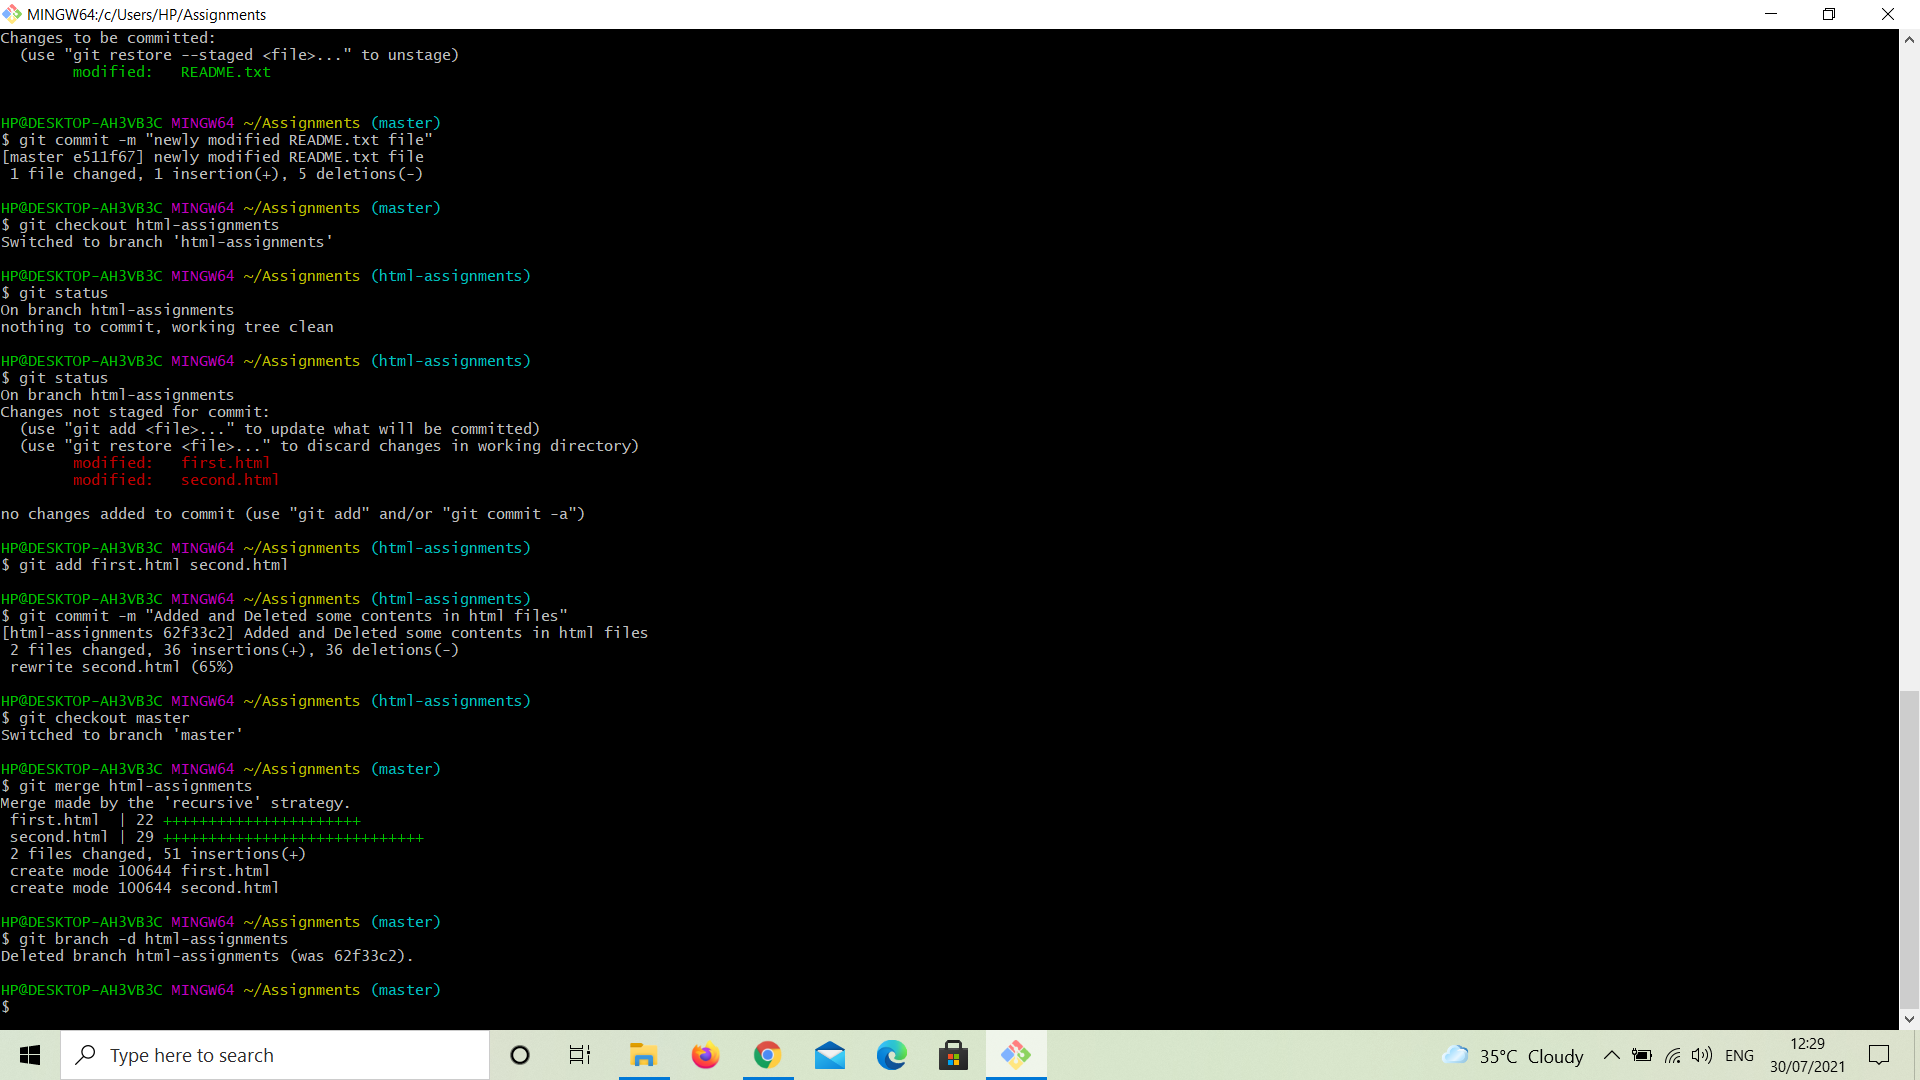 MINGW64:/c/Users/HP/Assignments
Changes to be committed:
  (use "git restore --staged <file>..." to unstage)
        modified:   README.txt

HP@DESKTOP-AH3VB3C MINGW64 ~/Assignments (master)
$ git commit -m "newly modified README.txt file"
[master e511f67] newly modified README.txt file
 1 file changed, 1 insertion(+), 5 deletions(-)

HP@DESKTOP-AH3VB3C MINGW64 ~/Assignments (master)
$ git checkout html-assignments
Switched to branch 'html-assignments'

HP@DESKTOP-AH3VB3C MINGW64 ~/Assignments (html-assignments)
$ git status
On branch html-assignments
nothing to commit, working tree clean

HP@DESKTOP-AH3VB3C MINGW64 ~/Assignments (html-assignments)
$ git status
On branch html-assignments
Changes not staged for commit:
  (use "git add <file>..." to update what will be committed)
  (use "git restore <file>..." to discard changes in working directory)
        modified:   first.html
        modified:   second.html

no changes added to commit (use "git add" and/or "git commit -a")

HP@DESKTOP-AH3VB3C MINGW64 ~/Assignments (html-assignments)
$ git add first.html second.html

HP@DESKTOP-AH3VB3C MINGW64 ~/Assignments (html-assignments)
$ git commit -m "Added and Deleted some contents in html files"
[html-assignments 62f33c2] Added and Deleted some contents in html files
 2 files changed, 36 insertions(+), 36 deletions(-)
 rewrite second.html (65%)

HP@DESKTOP-AH3VB3C MINGW64 ~/Assignments (html-assignments)
$ git checkout master
Switched to branch 'master'

HP@DESKTOP-AH3VB3C MINGW64 ~/Assignments (master)
$ git merge html-assignments
Merge made by the 'recursive' strategy.
 first.html  | 22 ++++++++++++++++++++++
 second.html | 29 +++++++++++++++++++++++++++++
 2 files changed, 51 insertions(+)
 create mode 100644 first.html
 create mode 100644 second.html

HP@DESKTOP-AH3VB3C MINGW64 ~/Assignments (master)
$ git branch -d html-assignments
Deleted branch html-assignments (was 62f33c2).

HP@DESKTOP-AH3VB3C MINGW64 ~/Assignments (master)
$
Type here to search
35°C Cloudy
ENG
12:29
30/07/2021